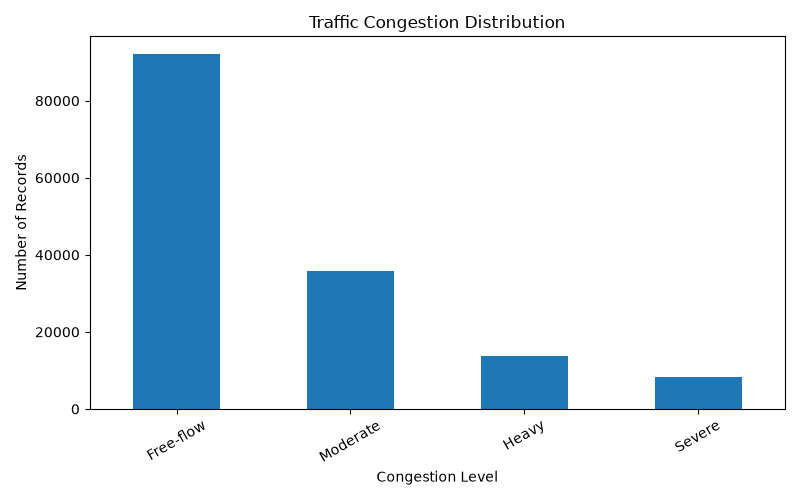 Traffic Congestion Distribution
Number of Records
80000
60000
40000
20000
0
Free-flow
Moderate
Heavy
Severe
Congestion Level